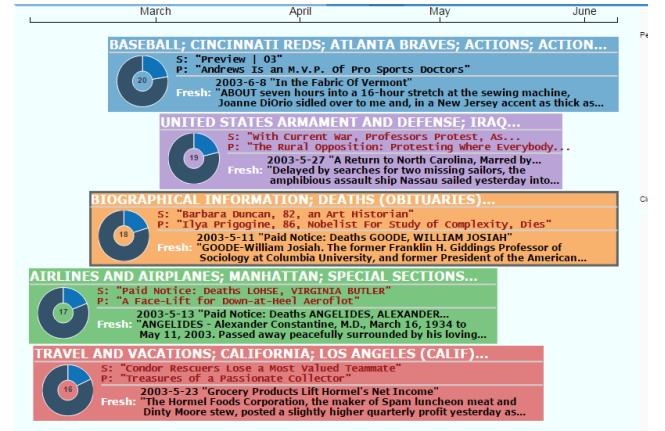 March April May June
BASEBALL; CINCINNATI REDS; ATLANTA BRAVES; ACTIONS; ACTION...
S: "Preview | 03"
P: "Andrews Is an M.V.P. of Pro Sports Doctors"
20
Fresh: 2003-6-8 "In the Fabric Of Vermont"
"ABOUT seven hours into a 16-hour stretch at the sewing machine,
Joanne DiOrio sidled over to me and, in a New Jersey accent as thick as...
UNITED STATES ARMAMENT AND DEFENSE; IRAQ...
S: "With Current War, Professors Protest, As...
P: "The Rural Opposition: Protesting Where Everybody...
19
Fresh: 2003-5-27 "A Return to North Carolina, Marred by...
"Delayed by searches for two missing sailors, the
amphibious assault ship Nassau sailed yesterday into...
BIOGRAPHICAL INFORMATION; DEATHS (OBITUARIES)...
S: "Barbara Duncan, 82, an Art Historian"
P: "Ilya Prigogine, 86, Nobelist For Study of Complexity, Dies"
18
Fresh: 2003-5-11 "Paid Notice: Deaths GOODE, WILLIAM JOSIAH"
"GOODE-William Josiah. The former Franklin H. Giddings Professor of
Sociology at Columbia University, and former President of the American...
AIRLINES AND AIRPLANES; MANHATTAN; SPECIAL SECTIONS...
S: "Paid Notice: Deaths LOHSE, VIRGINIA BUTLER"
P: "A Face-Lift for Down-at-Heel Aeroflot"
17
Fresh: 2003-5-13 "Paid Notice: Deaths ANGELIDES, ALEXANDER...
"ANGELIDES - Alexander Constantine, M.D., March 16, 1934 to
May 11, 2003. Passed away peacefully surrounded by his loving...
TRAVEL AND VACATIONS; CALIFORNIA; LOS ANGELES (CALIF)...
S: "Condor Rescuers Lose a Most Valued Teammate"
P: "Treasures of a Passionate Collector"
16
Fresh: 2003-5-23 "Grocery Products Lift Hormel's Net Income"
"The Hormel Foods Corporation, the maker of Spam luncheon meat and
Dinty Moore stew, posted a slightly higher quarterly profit yesterday as...